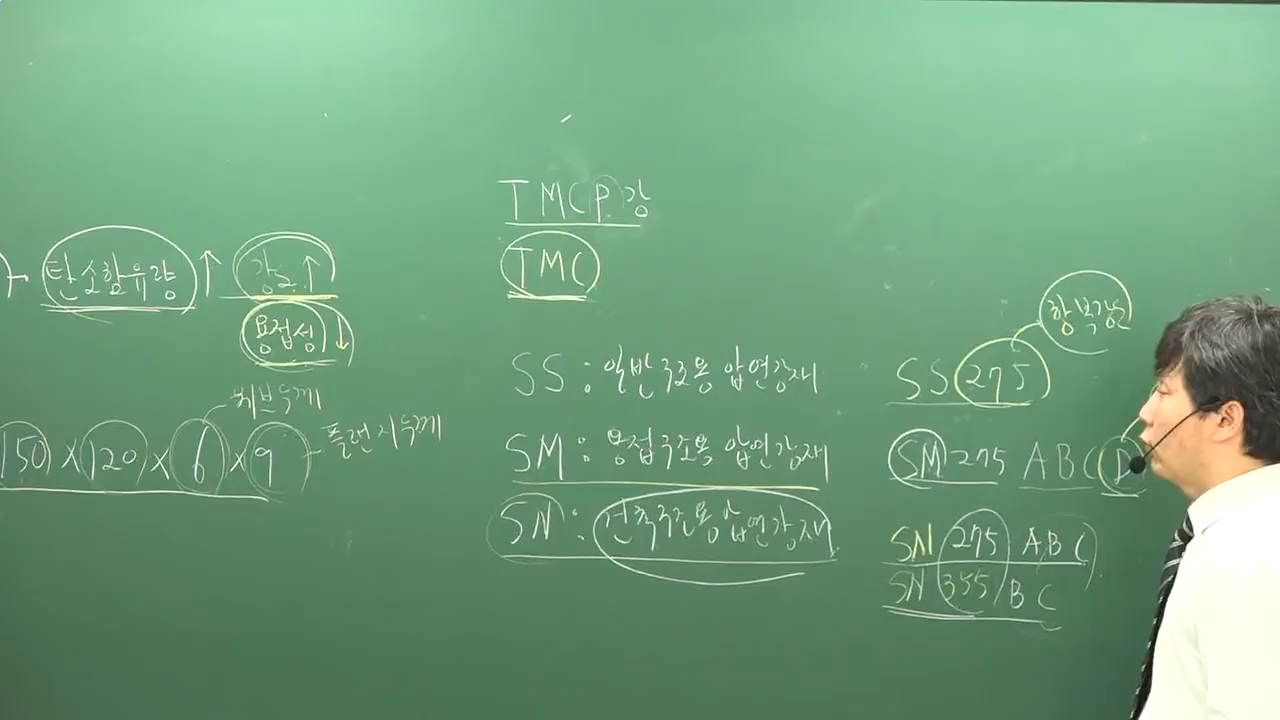 탄소함유량 ↑ 강도 ↑
용접성 ↓
웨브두께
플랜지두께
150 × 120 × 6 × 9
TMCP강
TMC
SS : 일반구조용 압연강재
SM : 용접구조용 압연강재
SN : 건축구조용 압연강재
항복강도
SS 275
SM 275 A B C D
SN 275 A B C
SN 355 B C